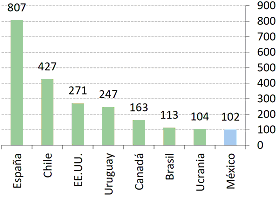 807
427
271
247
163
113
104
102
900
800
700
600
500
400
300
200
100
0
España
Chile
EE.UU.
Uruguay
Canadá
Brasil
Ucrania
México